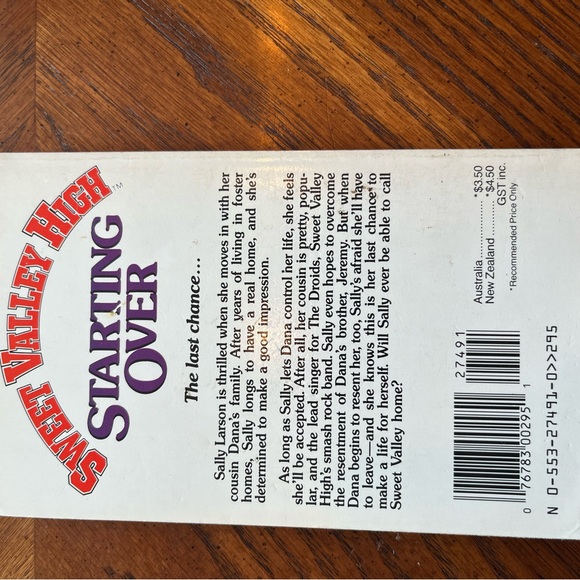 SWEET VALLEY HIGH™
STARTING
OVER
The last chance...
Sally Larson is thrilled when she moves in with her
cousin Dana's family. After years of living in foster
homes, Sally longs to have a real home, and she's
determined to make a good impression.
As long as Sally lets Dana control her life, she feels
she'll be accepted. After all, her cousin is pretty, popu-
lar, and the lead singer for The Droids, Sweet Valley
High's smash rock band. Sally even hopes to overcome
the resentment of Dana's brother, Jeremy. But when
Dana begins to resent her, too, Sally's afraid she'll have
to leave—and she knows this is her last chance to
make a life for herself. Will Sally ever be able to call
Sweet Valley home?
27491
0 76783 00295 1
N 0-553-27491-0>>295
Australia .......... *$3.50
New Zealand ........ *$4.50
GST inc.
*Recommended Price Only